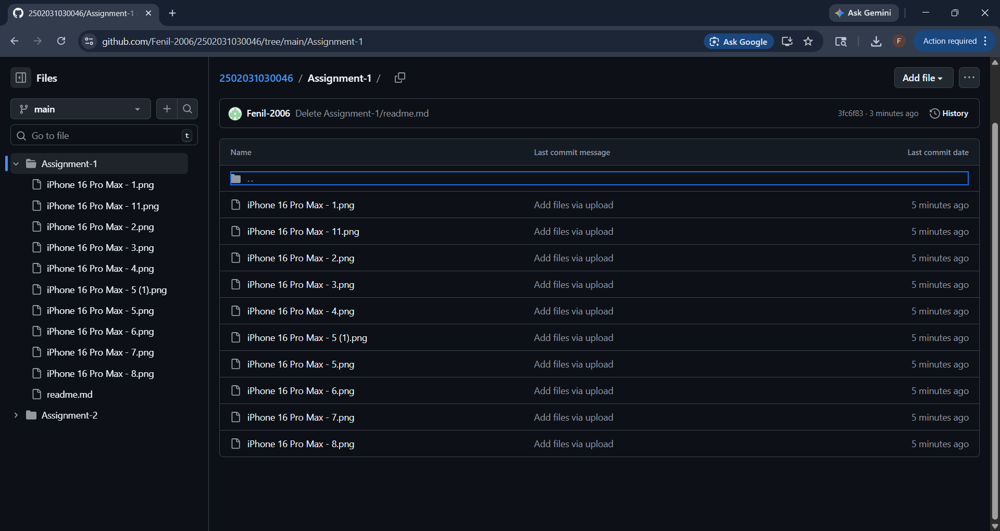 2502031030046/Assignment-1
Ask Gemini
github.com/Fenil-2006/2502031030046/tree/main/Assignment-1
Ask Google
F
Action required
Files
2502031030046 / Assignment-1 /
Add file
main
Fenil-2006 Delete Assignment-1/readme.md
3fc6f83 · 3 minutes ago
History
Go to file
t
Name
Last commit message
Last commit date
Assignment-1
iPhone 16 Pro Max - 1.png
iPhone 16 Pro Max - 11.png
iPhone 16 Pro Max - 2.png
iPhone 16 Pro Max - 3.png
iPhone 16 Pro Max - 4.png
iPhone 16 Pro Max - 5 (1).png
iPhone 16 Pro Max - 5.png
iPhone 16 Pro Max - 6.png
iPhone 16 Pro Max - 7.png
iPhone 16 Pro Max - 8.png
readme.md
Assignment-2
..
iPhone 16 Pro Max - 1.png Add files via upload 5 minutes ago
iPhone 16 Pro Max - 11.png Add files via upload 5 minutes ago
iPhone 16 Pro Max - 2.png Add files via upload 5 minutes ago
iPhone 16 Pro Max - 3.png Add files via upload 5 minutes ago
iPhone 16 Pro Max - 4.png Add files via upload 5 minutes ago
iPhone 16 Pro Max - 5 (1).png Add files via upload 5 minutes ago
iPhone 16 Pro Max - 5.png Add files via upload 5 minutes ago
iPhone 16 Pro Max - 6.png Add files via upload 5 minutes ago
iPhone 16 Pro Max - 7.png Add files via upload 5 minutes ago
iPhone 16 Pro Max - 8.png Add files via upload 5 minutes ago